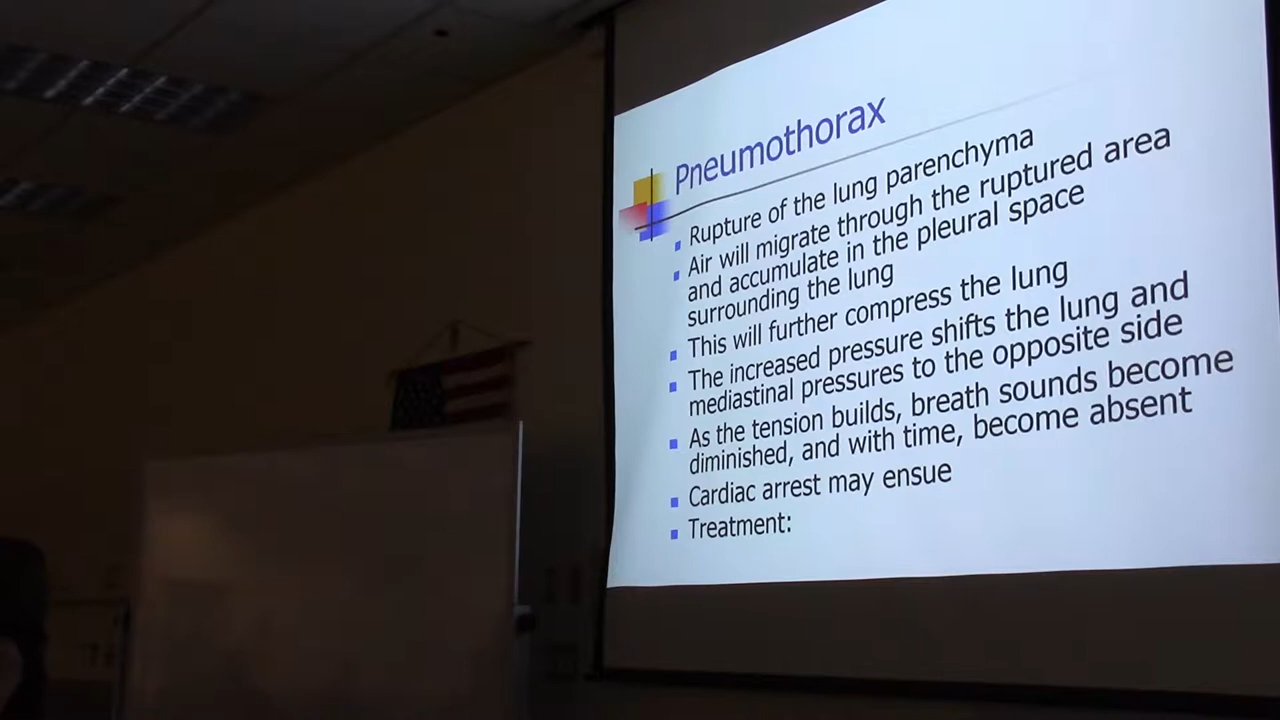 Pneumothorax
Rupture of the lung parenchyma
Air will migrate through the ruptured area
and accumulate in the pleural space
surrounding the lung
This will further compress the lung
The increased pressure shifts the lung and
mediastinal pressures to the opposite side
As the tension builds, breath sounds become
diminished, and with time, become absent
Cardiac arrest may ensue
Treatment: